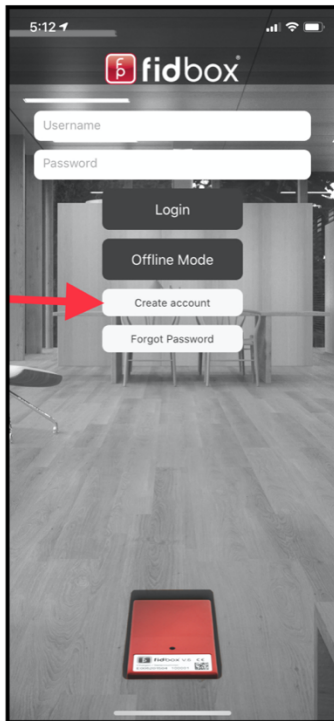 5:12
fidbox
Username
Password
Login
Offline Mode
Create account
Forgot Password
fidbox